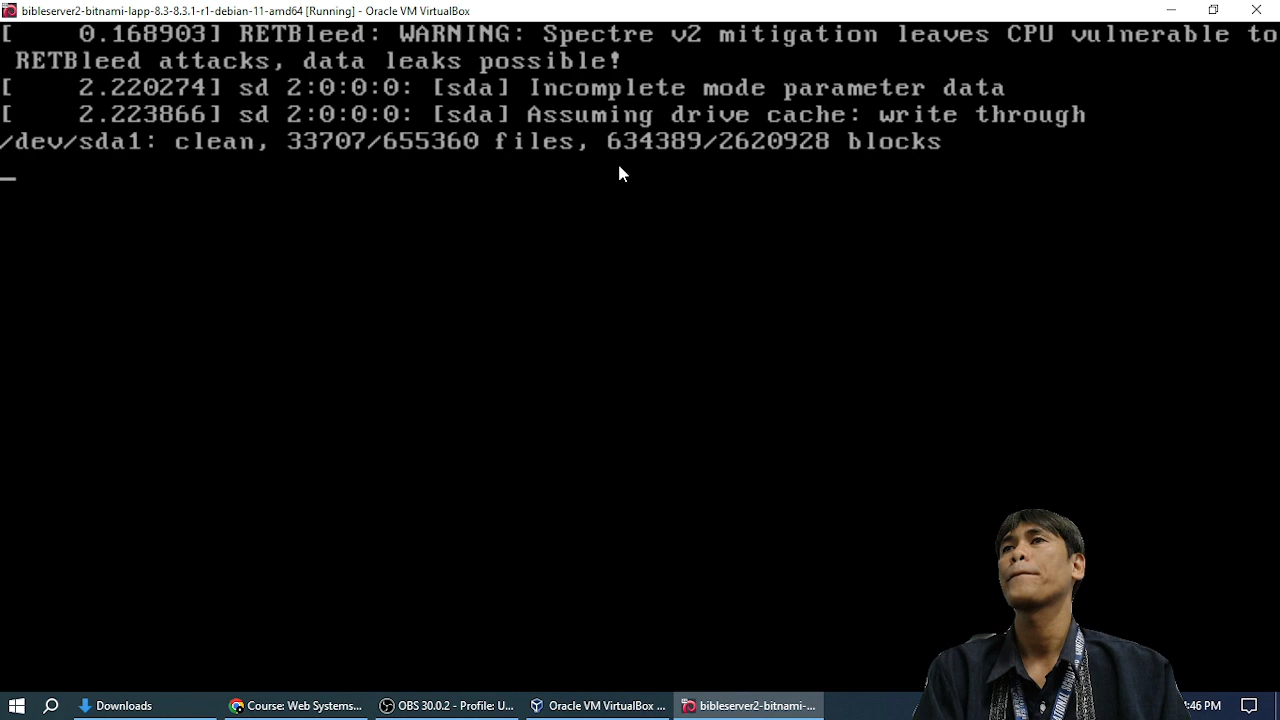 bibleserver2-bitnami-lapp-8.3-8.3.1-r1-debian-11-amd64 [Running] - Oracle VM VirtualBox
[    0.168903] RETBleed: WARNING: Spectre v2 mitigation leaves CPU vulnerable to
RETBleed attacks, data leaks possible!
[    2.220274] sd 2:0:0:0: [sda] Incomplete mode parameter data
[    2.223866] sd 2:0:0:0: [sda] Assuming drive cache: write through
/dev/sda1: clean, 33707/655360 files, 634389/2620928 blocks
_
Downloads
Course: Web Systems...
OBS 30.0.2 - Profile: U...
Oracle VM VirtualBox ...
bibleserver2-bitnami-...
:46 PM